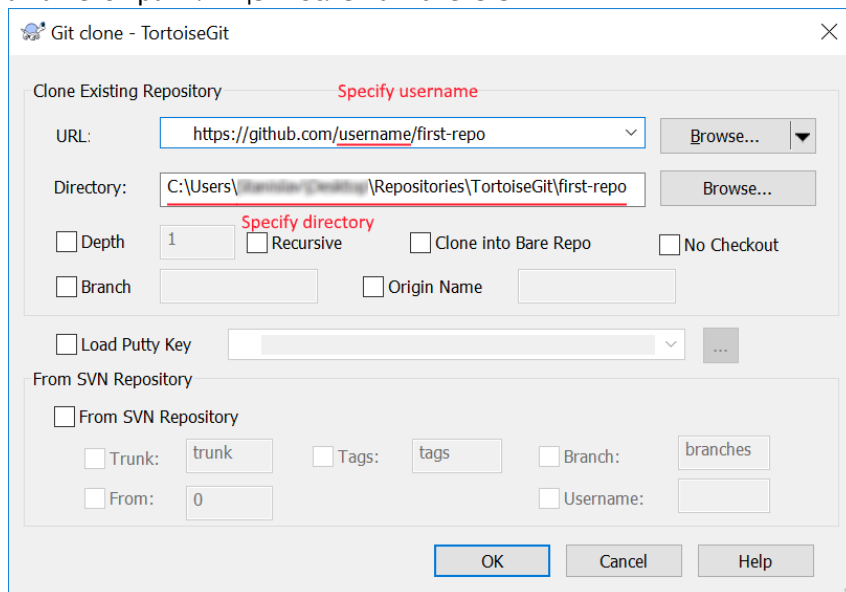 Git clone - TortoiseGit
Clone Existing Repository
Specify username
URL: https://github.com/username/first-repo Browse...
Directory: C:\Users\ \Repositories\TortoiseGit\first-repo Browse...
Specify directory
Depth 1 Recursive Clone into Bare Repo No Checkout
Branch Origin Name
Load Putty Key ...
From SVN Repository
From SVN Repository
Trunk: trunk Tags: tags Branch: branches
From: 0 Username:
OK Cancel Help